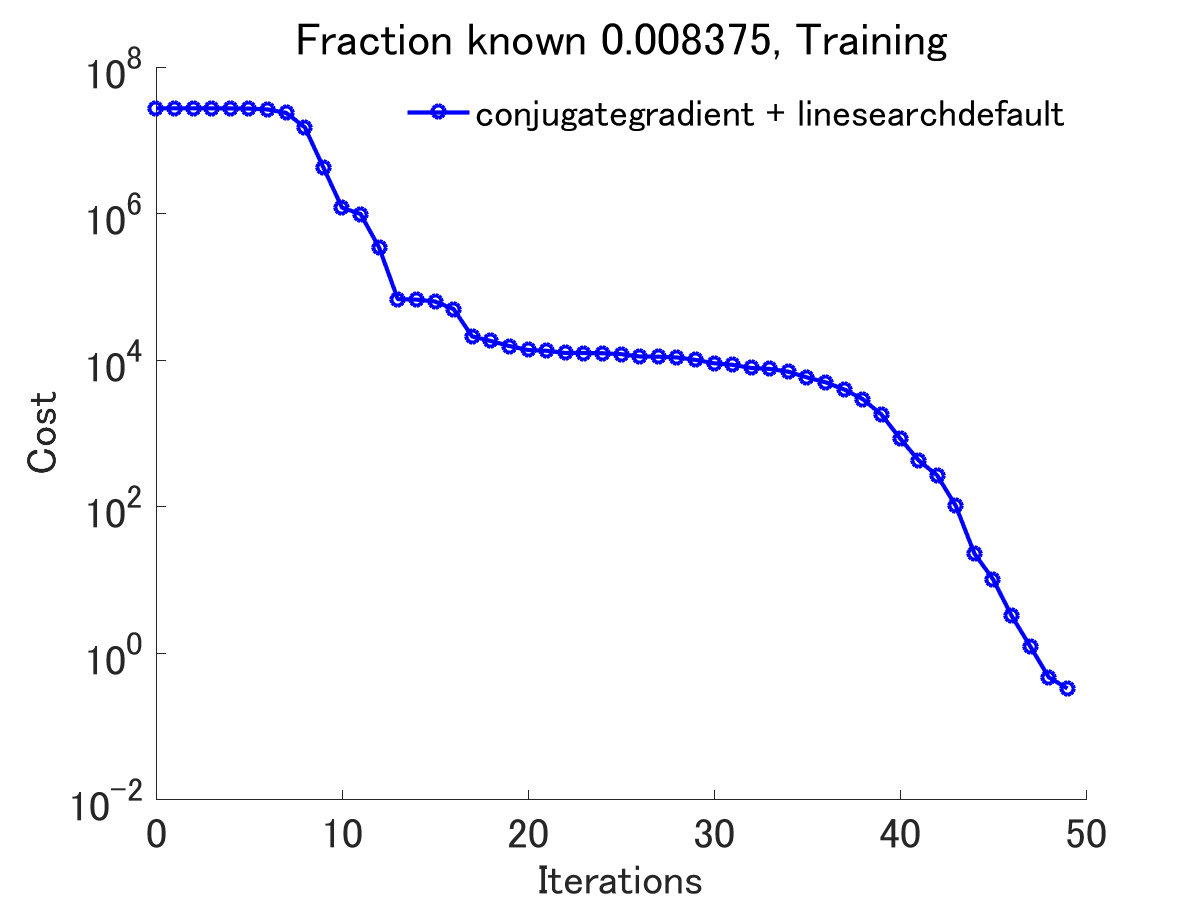 Fraction known 0.008375, Training
conjugategradient + linesearchdefault
Cost
10^8
10^6
10^4
10^2
10^0
10^-2
0 10 20 30 40 50
Iterations